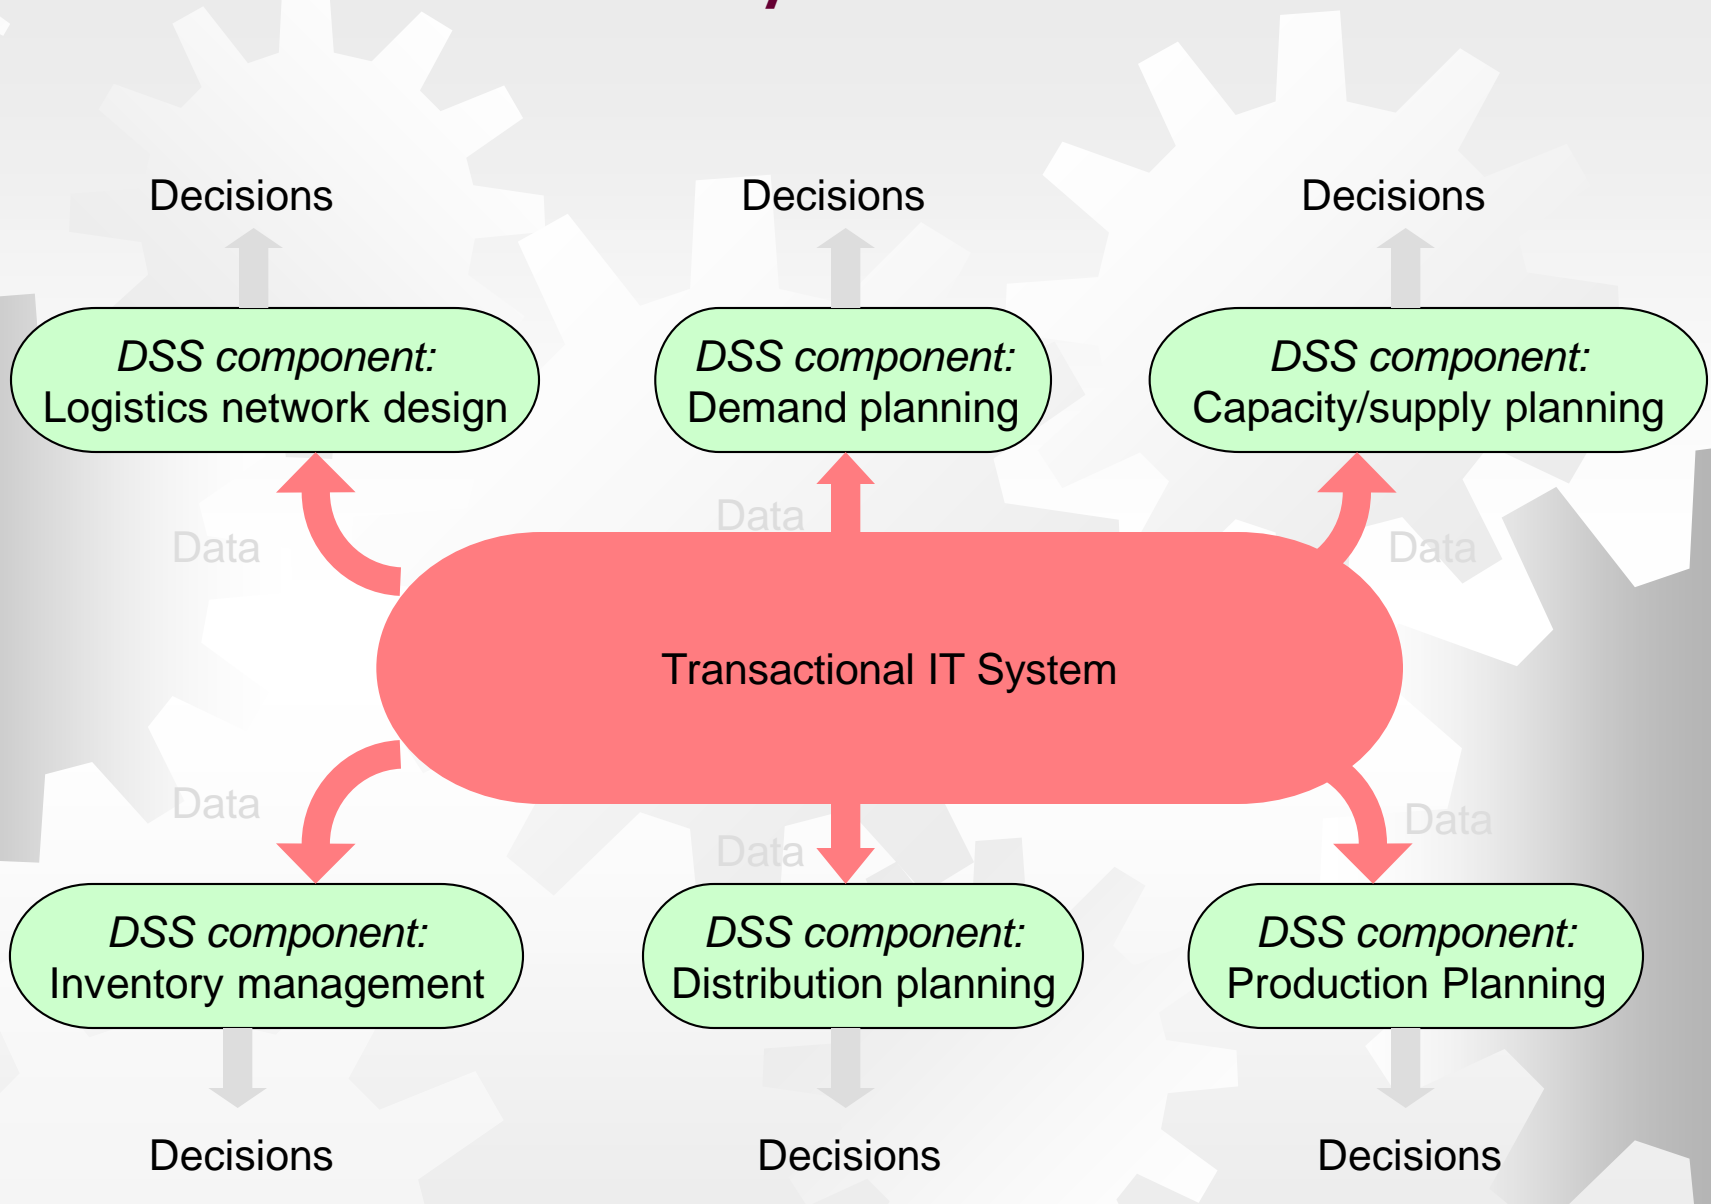 Decisions
Decisions
Decisions
DSS component:
Logistics network design
DSS component:
Demand planning
DSS component:
Capacity/supply planning
Data
Data
Data
Transactional IT System
Data
Data
Data
DSS component:
Inventory management
DSS component:
Distribution planning
DSS component:
Production Planning
Decisions
Decisions
Decisions